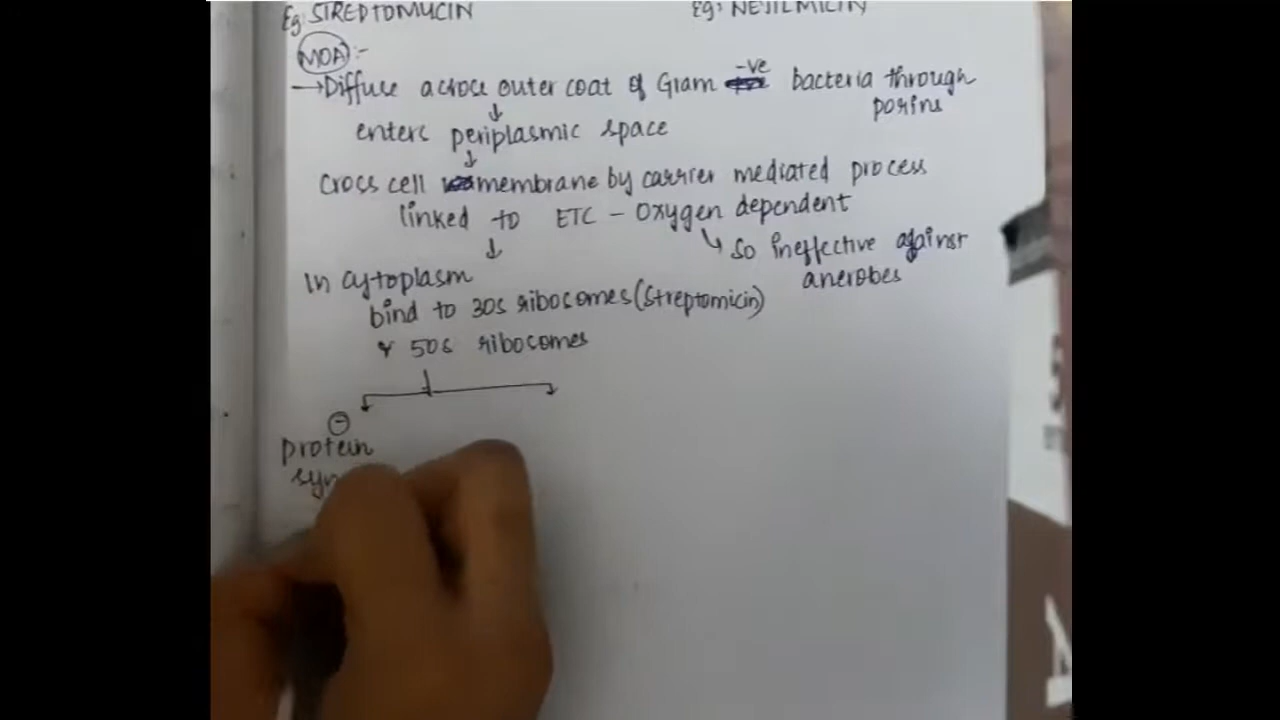 Eg: STREPTOMYCIN Eg: NETILMICIN
MOA :-
→Diffuse across outer coat of Gram -ve bacteria through
porins
↓
enters periplasmic space
↓
Cross cell membrane by carrier mediated process
linked to ETC - Oxygen dependent
↓ ↳ so ineffective against
anerobes
In cytoplasm
bind to 30s ribosomes (Streptomicin)
& 50s ribosomes
⊖
protein
syn